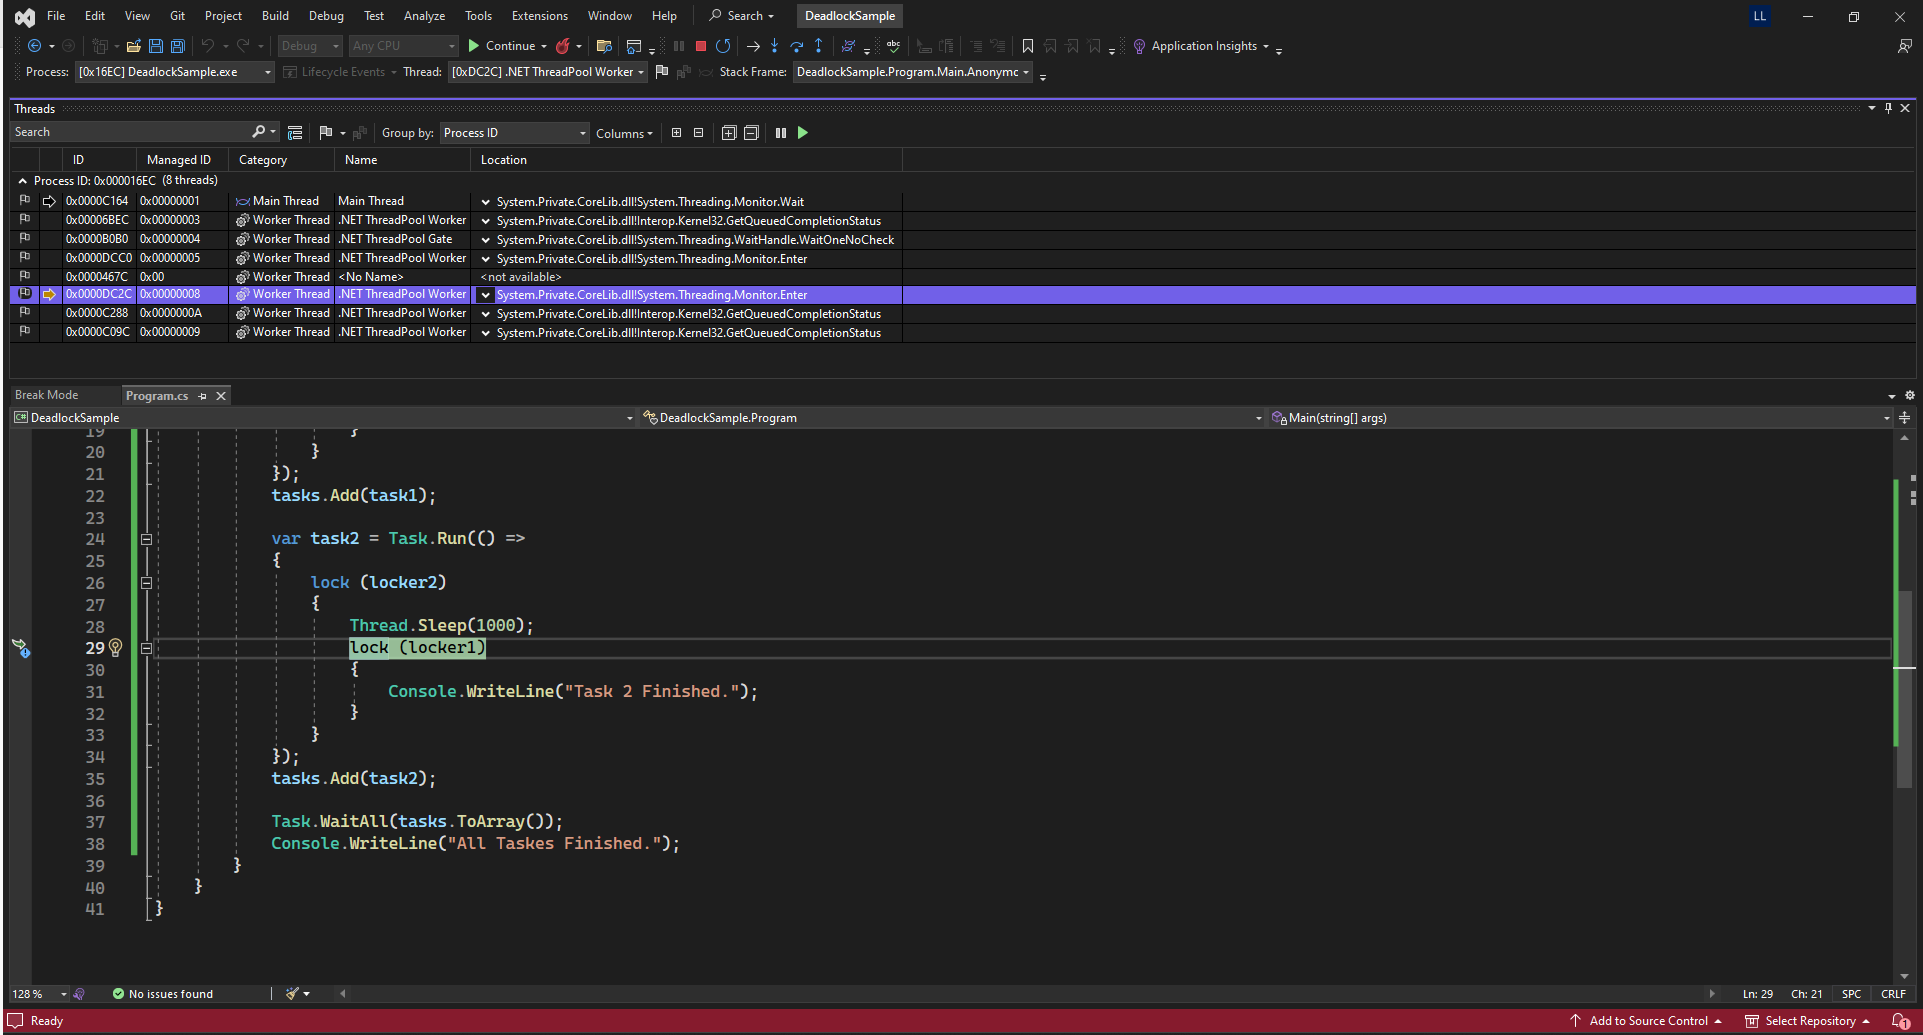 File Edit View Git Project Build Debug Test Analyze Tools Extensions Window Help Search DeadlockSample LL
Debug Any CPU Continue abc Application Insights
Process: [0x16EC] DeadlockSample.exe Lifecycle Events Thread: [0xDC2C] .NET ThreadPool Worker Stack Frame: DeadlockSample.Program.Main.Anonymc
Threads
Search Group by: Process ID Columns
ID Managed ID Category Name Location
Process ID: 0x000016EC (8 threads)
0x0000C164 0x00000001 Main Thread Main Thread System.Private.CoreLib.dll!System.Threading.Monitor.Wait
0x00006BEC 0x00000003 Worker Thread .NET ThreadPool Worker System.Private.CoreLib.dll!Interop.Kernel32.GetQueuedCompletionStatus
0x0000B0B0 0x00000004 Worker Thread .NET ThreadPool Gate System.Private.CoreLib.dll!System.Threading.WaitHandle.WaitOneNoCheck
0x0000DCC0 0x00000005 Worker Thread .NET ThreadPool Worker System.Private.CoreLib.dll!System.Threading.Monitor.Enter
0x0000467C 0x00 Worker Thread <No Name> <not available>
0x0000DC2C 0x00000008 Worker Thread .NET ThreadPool Worker System.Private.CoreLib.dll!System.Threading.Monitor.Enter
0x0000C288 0x0000000A Worker Thread .NET ThreadPool Worker System.Private.CoreLib.dll!Interop.Kernel32.GetQueuedCompletionStatus
0x0000C09C 0x00000009 Worker Thread .NET ThreadPool Worker System.Private.CoreLib.dll!Interop.Kernel32.GetQueuedCompletionStatus
Break Mode Program.cs
C# DeadlockSample DeadlockSample.Program Main(string[] args)
19 }
20 }
21 });
22 tasks.Add(task1);
23
24 var task2 = Task.Run(() =>
25 {
26 lock (locker2)
27 {
28 Thread.Sleep(1000);
29 lock (locker1)
30 {
31 Console.WriteLine("Task 2 Finished.");
32 }
33 }
34 });
35 tasks.Add(task2);
36
37 Task.WaitAll(tasks.ToArray());
38 Console.WriteLine("All Taskes Finished.");
39 }
40 }
41 }
128 % No issues found Ln: 29 Ch: 21 SPC CRLF
Ready Add to Source Control Select Repository 1